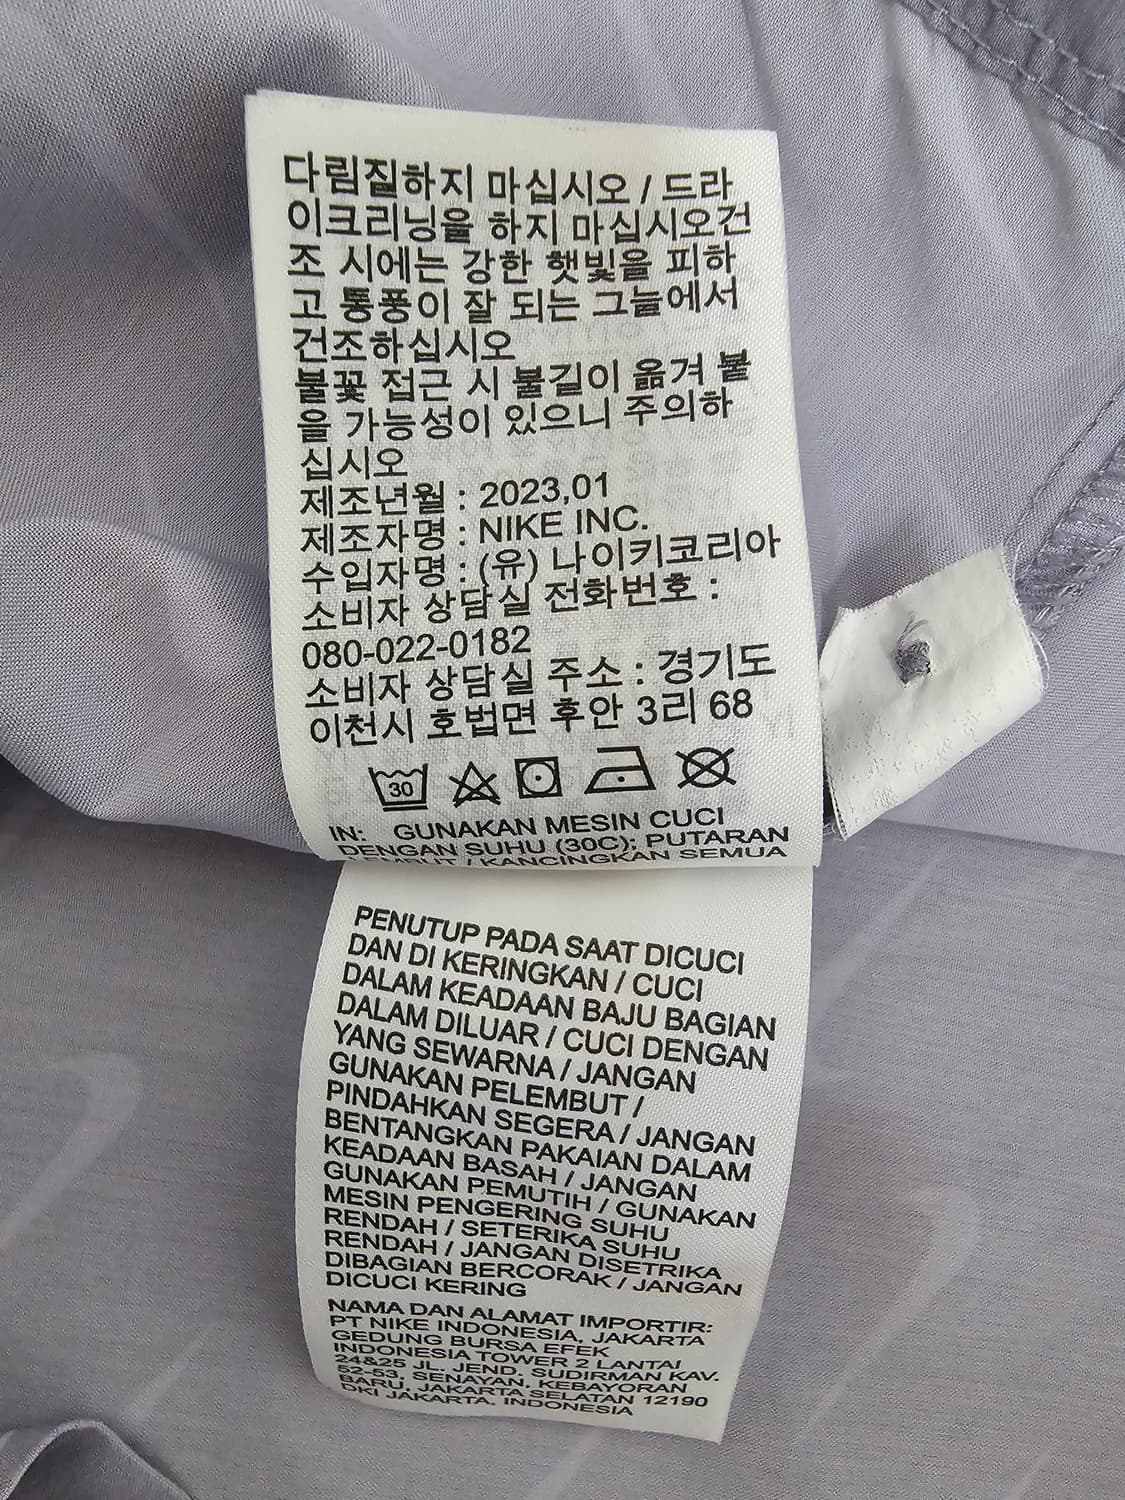 다림질하지 마십시오 / 드라
이크리닝을 하지 마십시오건
조 시에는 강한 햇빛을 피하
고 통풍이 잘 되는 그늘에서
건조하십시오
불꽃 접근 시 불길이 옮겨 붙
을 가능성이 있으니 주의하
십시오
제조년월 : 2023,01
제조자명 : NIKE INC.
수입자명 : (유) 나이키코리아
소비자 상담실 전화번호 :
080-022-0182
소비자 상담실 주소 : 경기도
이천시 호법면 후안 3리 68
30
IN: GUNAKAN MESIN CUCI
DENGAN SUHU (30C); PUTARAN
LEMBUT / KANCINGKAN SEMUA
PENUTUP PADA SAAT DICUCI
DAN DI KERINGKAN / CUCI
DALAM KEADAAN BAJU BAGIAN
DALAM DILUAR / CUCI DENGAN
YANG SEWARNA / JANGAN
GUNAKAN PELEMBUT /
PINDAHKAN SEGERA / JANGAN
BENTANGKAN PAKAIAN DALAM
KEADAAN BASAH / JANGAN
GUNAKAN PEMUTIH / GUNAKAN
MESIN PENGERING SUHU
RENDAH / SETERIKA SUHU
RENDAH / JANGAN DISETRIKA
DIBAGIAN BERCORAK / JANGAN
DICUCI KERING
NAMA DAN ALAMAT IMPORTIR:
PT NIKE INDONESIA, JAKARTA
GEDUNG BURSA EFEK
INDONESIA TOWER 2 LANTAI
24&25 JL. JEND. SUDIRMAN KAV.
52-53, SENAYAN, KEBAYORAN
BARU, JAKARTA SELATAN 12190
DKI JAKARTA, INDONESIA